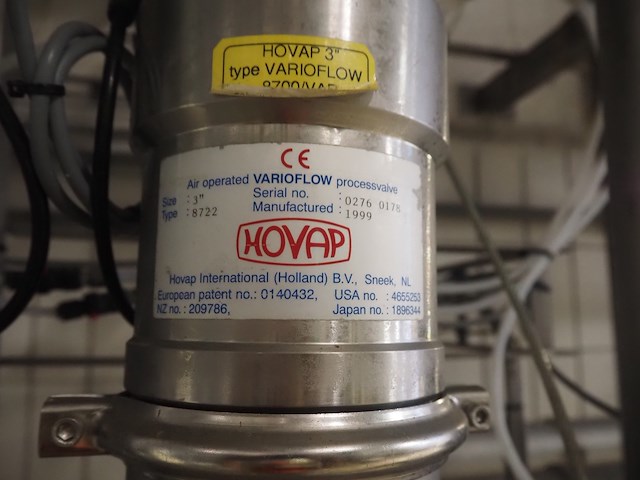 HOVAP 3"
type VARIOFLOW
8700/VAR
CE
Air operated VARIOFLOW processvalve
Size : 3" Serial no. : 0276 0178
Type : 8722 Manufactured : 1999
HOVAP
Hovap International (Holland) B.V., Sneek, NL
European patent no.: 0140432, USA no. : 4655253
NZ no. : 209786, Japan no. : 1896344